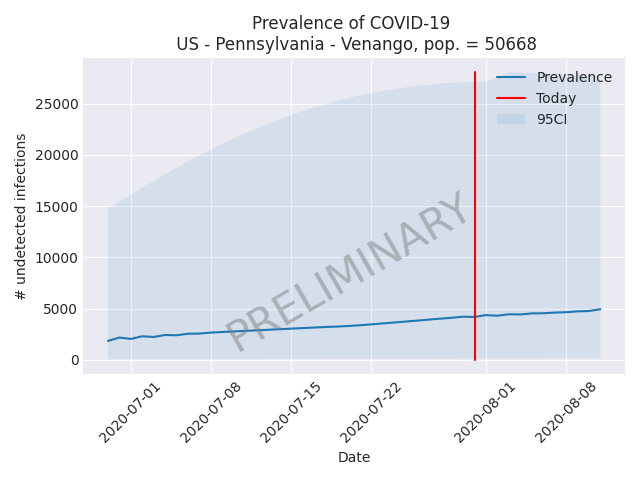 Prevalence of COVID-19
US - Pennsylvania - Venango, pop. = 50668
# undetected infections
25000
20000
15000
10000
5000
0
Prevalence
Today
95CI
PRELIMINARY
2020-07-01
2020-07-08
2020-07-15
2020-07-22
2020-08-01
2020-08-08
Date